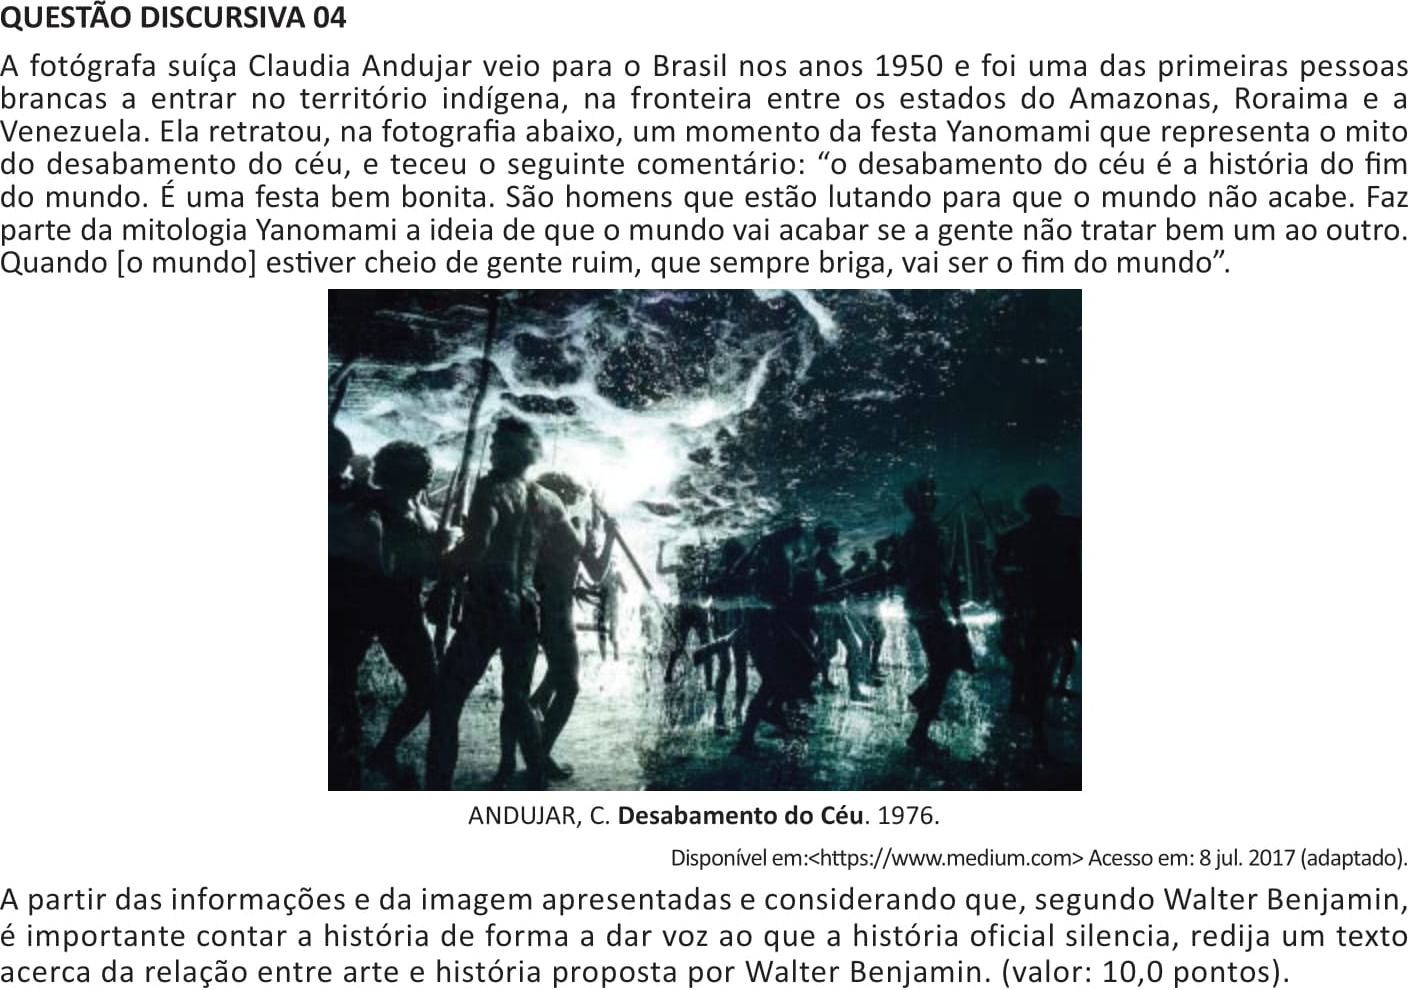 QUESTÃO DISCURSIVA 04
A fotógrafa suíça Claudia Andujar veio para o Brasil nos anos 1950 e foi uma das primeiras pessoas
brancas a entrar no território indígena, na fronteira entre os estados do Amazonas, Roraima e a
Venezuela. Ela retratou, na fotografia abaixo, um momento da festa Yanomami que representa o mito
do desabamento do céu, e teceu o seguinte comentário: “o desabamento do céu é a história do fim
do mundo. É uma festa bem bonita. São homens que estão lutando para que o mundo não acabe. Faz
parte da mitologia Yanomami a ideia de que o mundo vai acabar se a gente não tratar bem um ao outro.
Quando [o mundo] estiver cheio de gente ruim, que sempre briga, vai ser o fim do mundo”.
ANDUJAR, C. Desabamento do Céu. 1976.
Disponível em:<https://www.medium.com> Acesso em: 8 jul. 2017 (adaptado).
A partir das informações e da imagem apresentadas e considerando que, segundo Walter Benjamin,
é importante contar a história de forma a dar voz ao que a história oficial silencia, redija um texto
acerca da relação entre arte e história proposta por Walter Benjamin. (valor: 10,0 pontos).